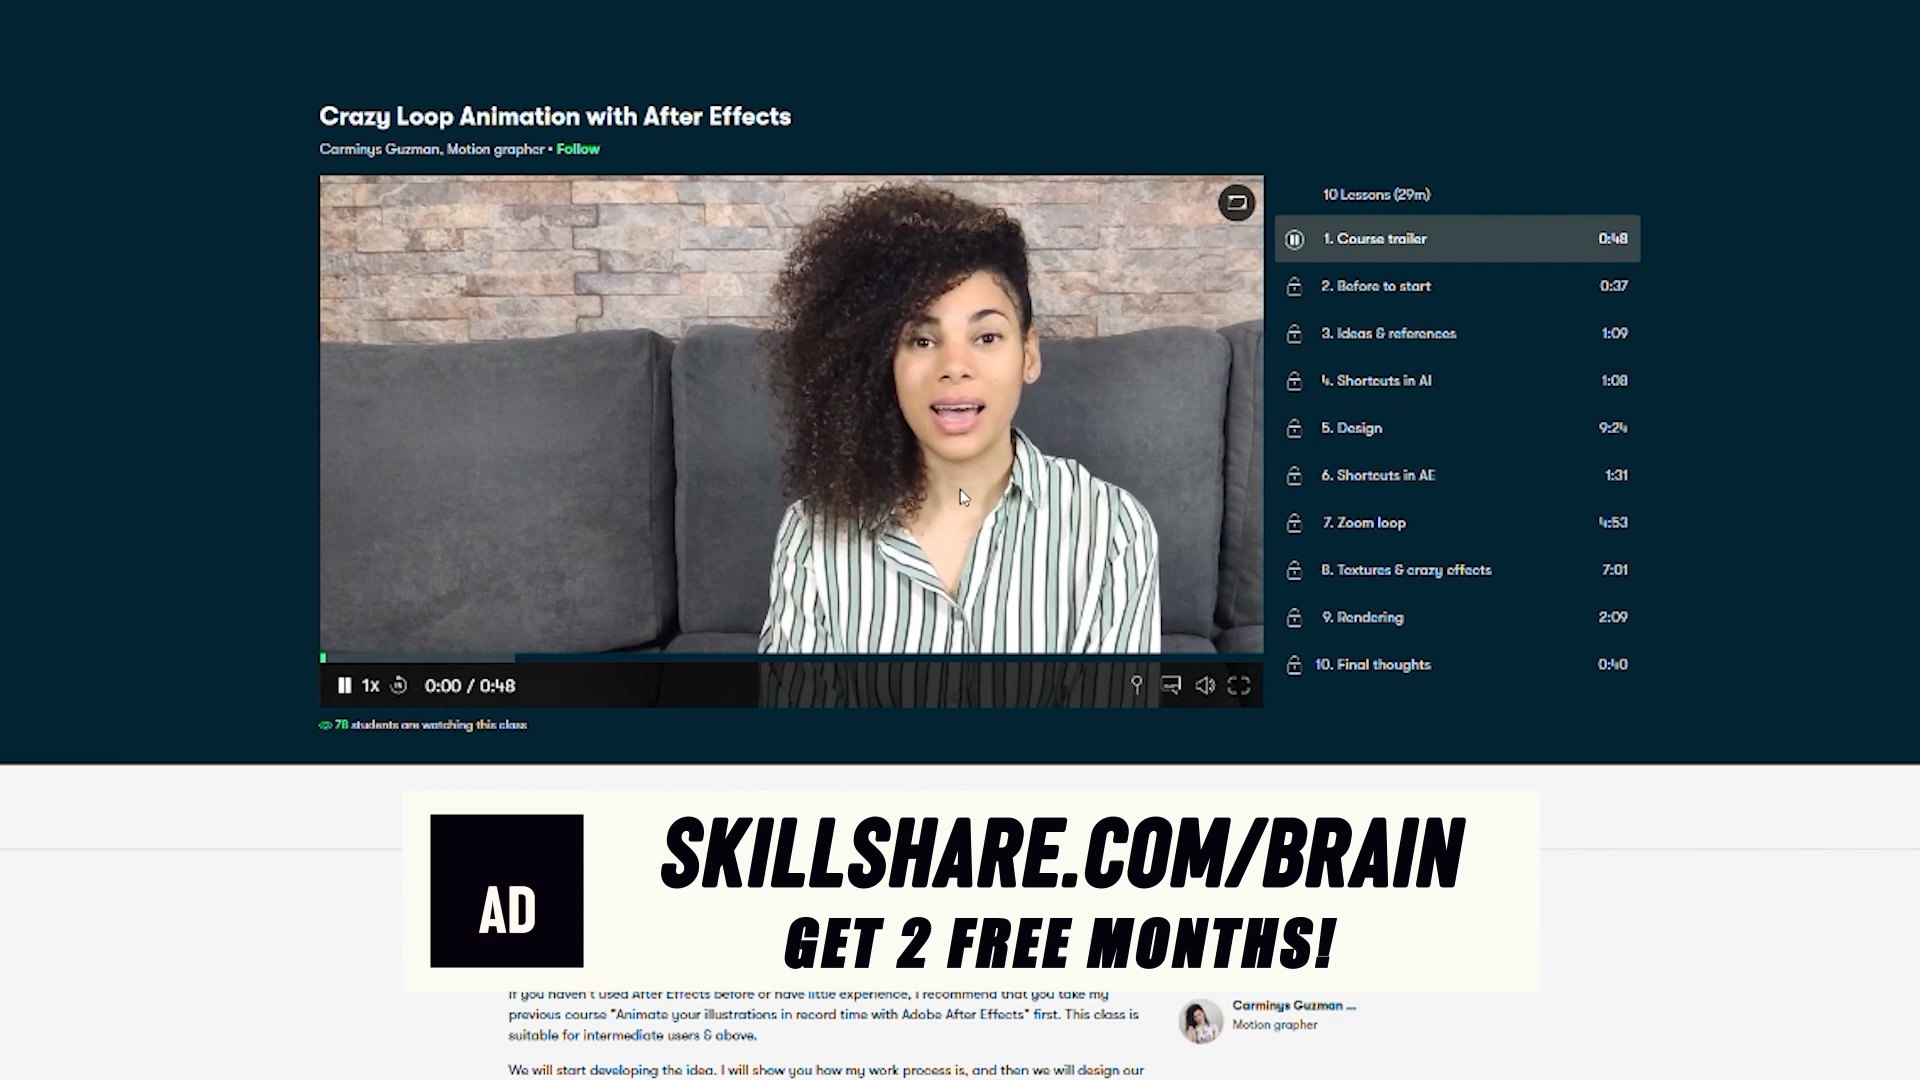 Crazy Loop Animation with After Effects
Carminys Guzman, Motion grapher • Follow
10 Lessons (29m)
1. Course trailer 0:48
2. Before to start 0:37
3. Ideas & references 1:09
4. Shortcuts in AI 1:08
5. Design 9:24
6. Shortcuts in AE 1:31
7. Zoom loop 4:53
8. Textures & crazy effects 7:01
9. Rendering 2:09
10. Final thoughts 0:40
1x 15 0:00 / 0:48
78 students are watching this class
AD
SKILLSHARE.COM/BRAIN
GET 2 FREE MONTHS!
If you haven't used After Effects before or have little experience, I recommend that you take my
previous course "Animate your illustrations in record time with Adobe After Effects" first. This class is
suitable for intermediate users & above.
We will start developing the idea. I will show you how my work process is, and then we will design our
Carminys Guzman ...
Motion grapher